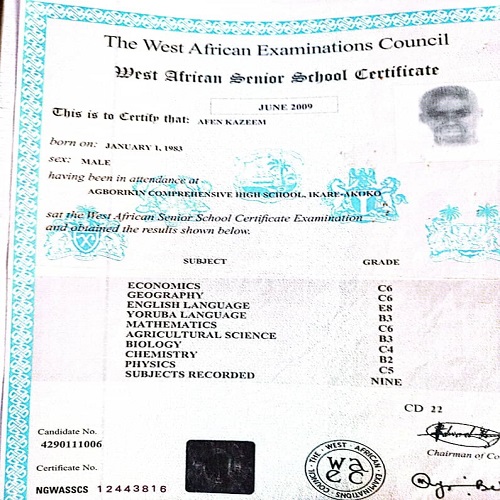 The West African Examinations Council
West African Senior School Certificate
JUNE 2009
This is to Certify that: AFEN KAZEEM
born on: JANUARY 1, 1983
sex: MALE
having been in attendance at
AGBORIKIN COMPREHENSIVE HIGH SCHOOL, IKARE-AKOKO
sat the West African Senior School Certificate Examination
and obtained the results shown below.
SUBJECT GRADE
ECONOMICS C6
GEOGRAPHY C6
ENGLISH LANGUAGE E8
YORUBA LANGUAGE B3
MATHEMATICS C6
AGRICULTURAL SCIENCE B3
BIOLOGY C4
CHEMISTRY B2
PHYSICS C5
SUBJECTS RECORDED NINE
CD 22
Candidate No.
4290111006
Chairman of Co
Certificate No.
NGWASSCS 12443816
THE WEST AFRICAN EXAMINATIONS COUNCIL
waec